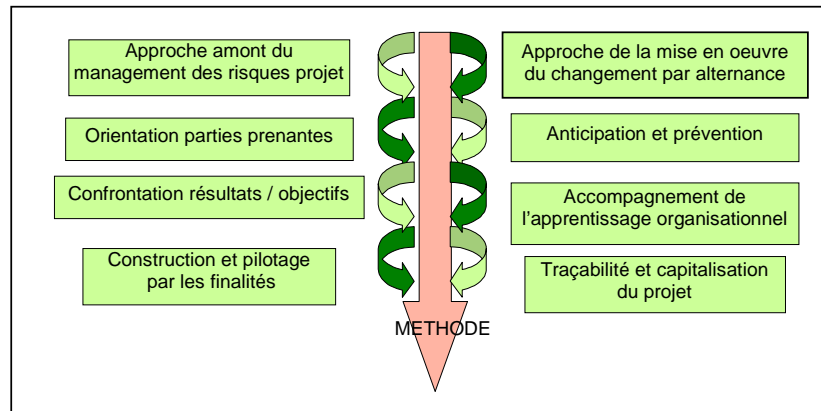 Approche amont du
management des risques projet
Approche de la mise en oeuvre
du changement par alternance
Orientation parties prenantes
Anticipation et prévention
Confrontation résultats / objectifs
Accompagnement de
l'apprentissage organisationnel
Construction et pilotage
par les finalités
Traçabilité et capitalisation
du projet
METHODE